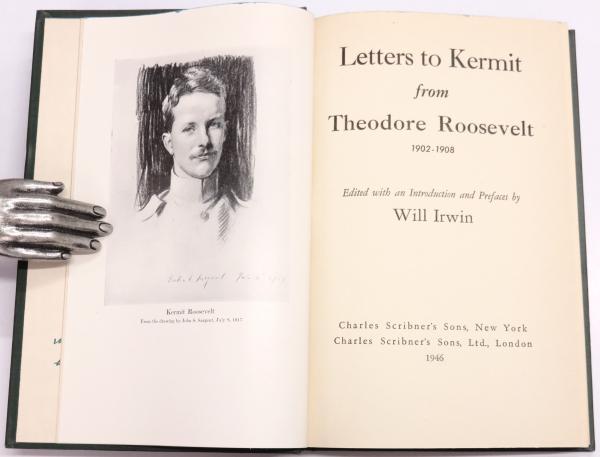 Kermit Roosevelt
From the drawing by John S. Sargent, July 8, 1917
Letters to Kermit
from
Theodore Roosevelt
1902-1908
Edited with an Introduction and Prefaces by
Will Irwin
Charles Scribner's Sons, New York
Charles Scribner's Sons, Ltd., London
1946